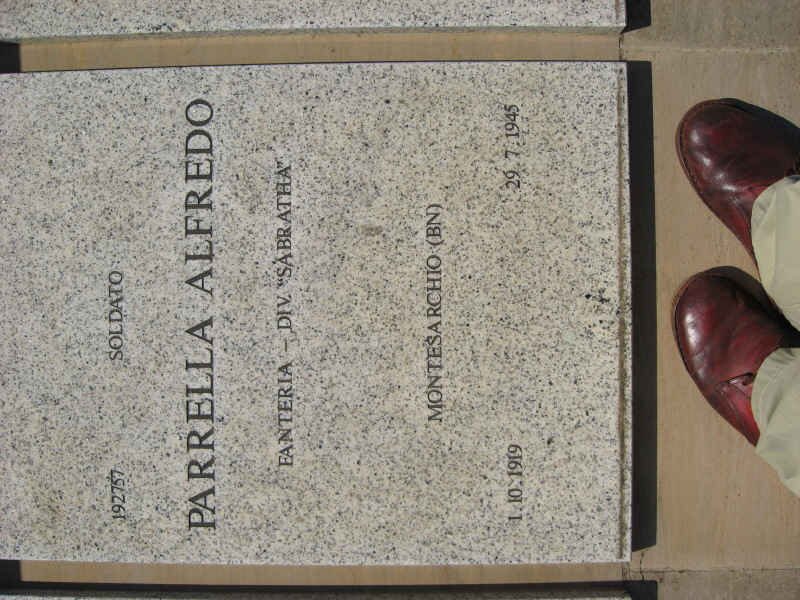 192757 SOLDATO
PARRELLA ALFREDO
FANTERIA - DIV. "SABRATHA"
MONTESARCHIO (BN)
1.10.1919 29.7.1945